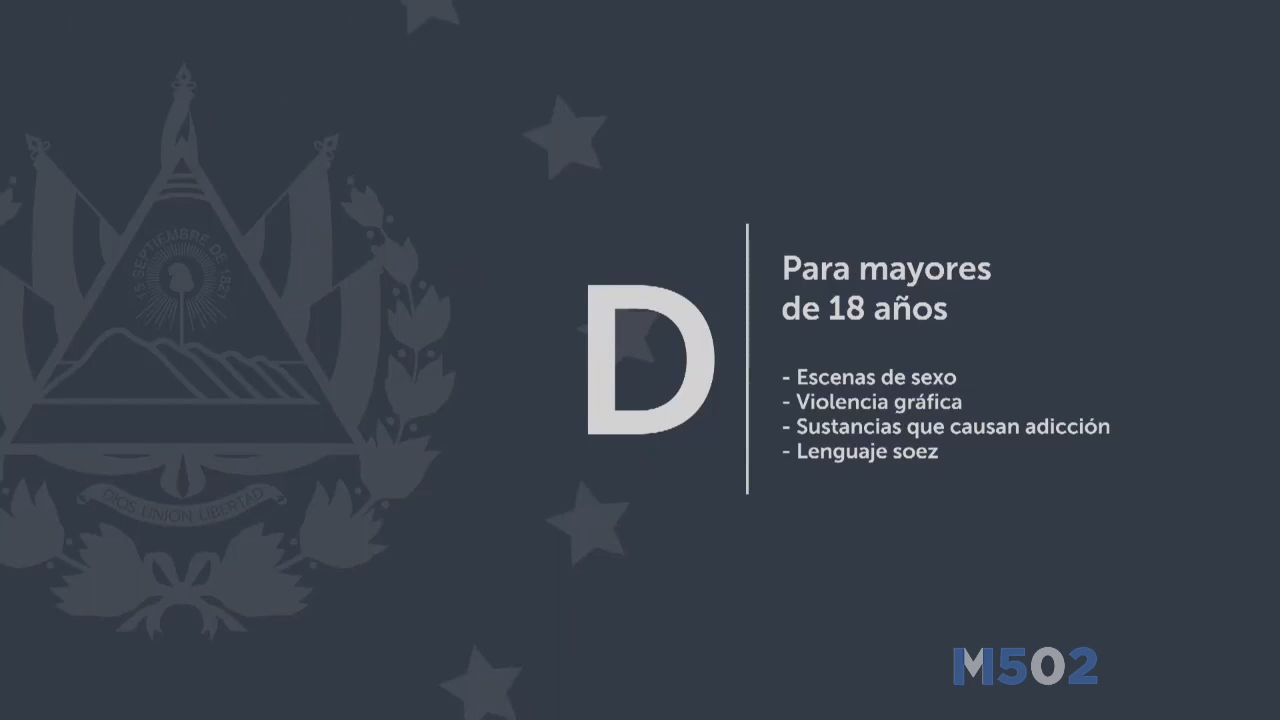 15 SEPTIEMBRE DE 1821
DIOS UNION LIBERTAD
D
Para mayores
de 18 años
- Escenas de sexo
- Violencia gráfica
- Sustancias que causan adicción
- Lenguaje soez
M502